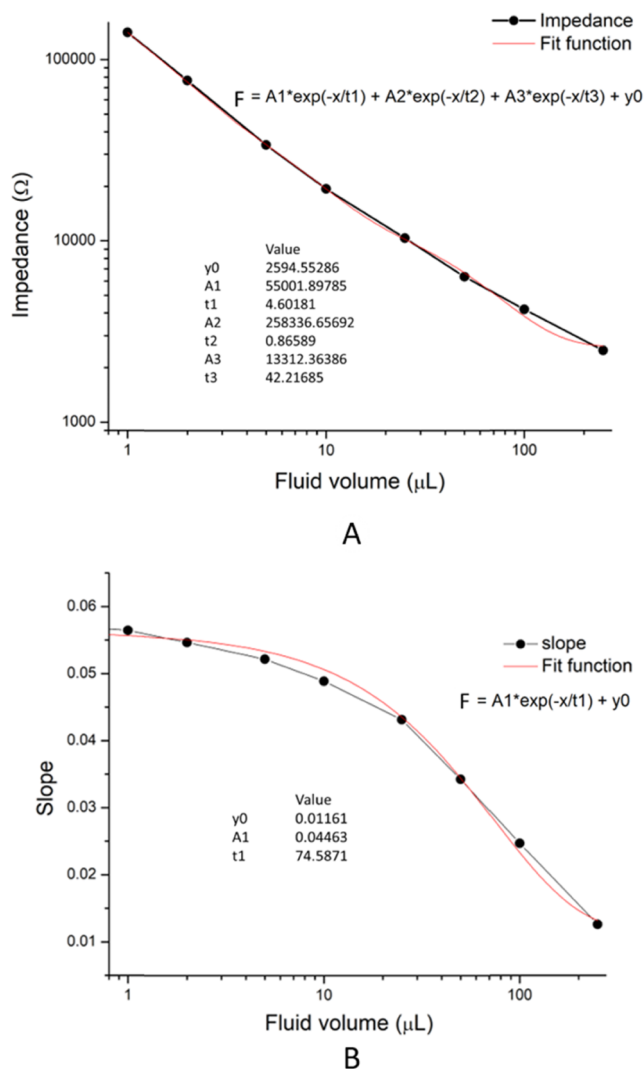 Impedance
Fit function
100000
F = A1*exp(-x/t1) + A2*exp(-x/t2) + A3*exp(-x/t3) + y0
Impedance (Ω)
10000
Value
y0 2594.55286
A1 55001.89785
t1 4.60181
A2 258336.65692
t2 0.86589
A3 13312.36386
t3 42.21685
1000
1 10 100
Fluid volume (μL)
A
0.06
slope
Fit function
0.05
F = A1*exp(-x/t1) + y0
0.04
Slope
0.03
Value
y0 0.01161
A1 0.04463
t1 74.5871
0.02
0.01
1 10 100
Fluid volume (μL)
B